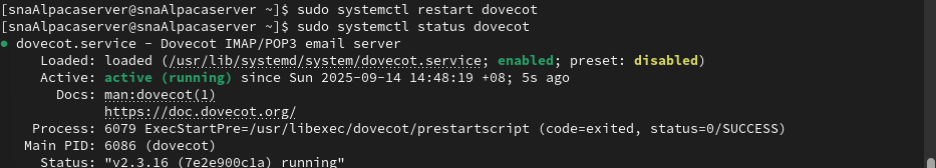 [snaAlpacaserver@snaAlpacaserver ~]$ sudo systemctl restart dovecot
[snaAlpacaserver@snaAlpacaserver ~]$ sudo systemctl status dovecot
● dovecot.service - Dovecot IMAP/POP3 email server
Loaded: loaded (/usr/lib/systemd/system/dovecot.service; enabled; preset: disabled)
Active: active (running) since Sun 2025-09-14 14:48:19 +08; 5s ago
Docs: man:dovecot(1)
https://doc.dovecot.org/
Process: 6079 ExecStartPre=/usr/libexec/dovecot/prestartscript (code=exited, status=0/SUCCESS)
Main PID: 6086 (dovecot)
Status: "v2.3.16 (7e2e900c1a) running"